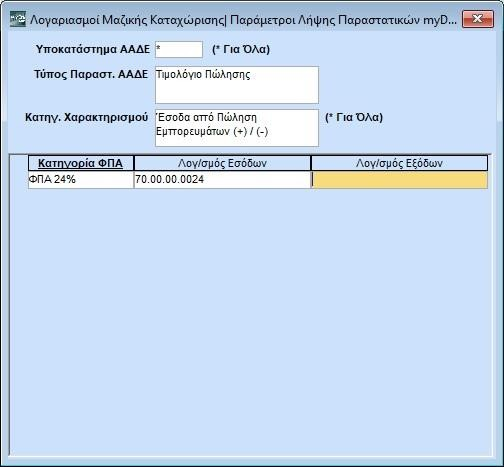 Λογαριασμοί Μαζικής Καταχώρισης| Παράμετροι Λήψης Παραστατικών myD...
Υποκατάστημα ΑΑΔΕ * (* Για Όλα)
Τύπος Παραστ. ΑΑΔΕ Τιμολόγιο Πώλησης
Κατηγ. Χαρακτηρισμού Έσοδα από Πώληση (* Για Όλα)
Εμπορευμάτων (+) / (-)
Κατηγορία ΦΠΑ Λογ/σμός Εσόδων Λογ/σμός Εξόδων
ΦΠΑ 24% 70.00.00.0024